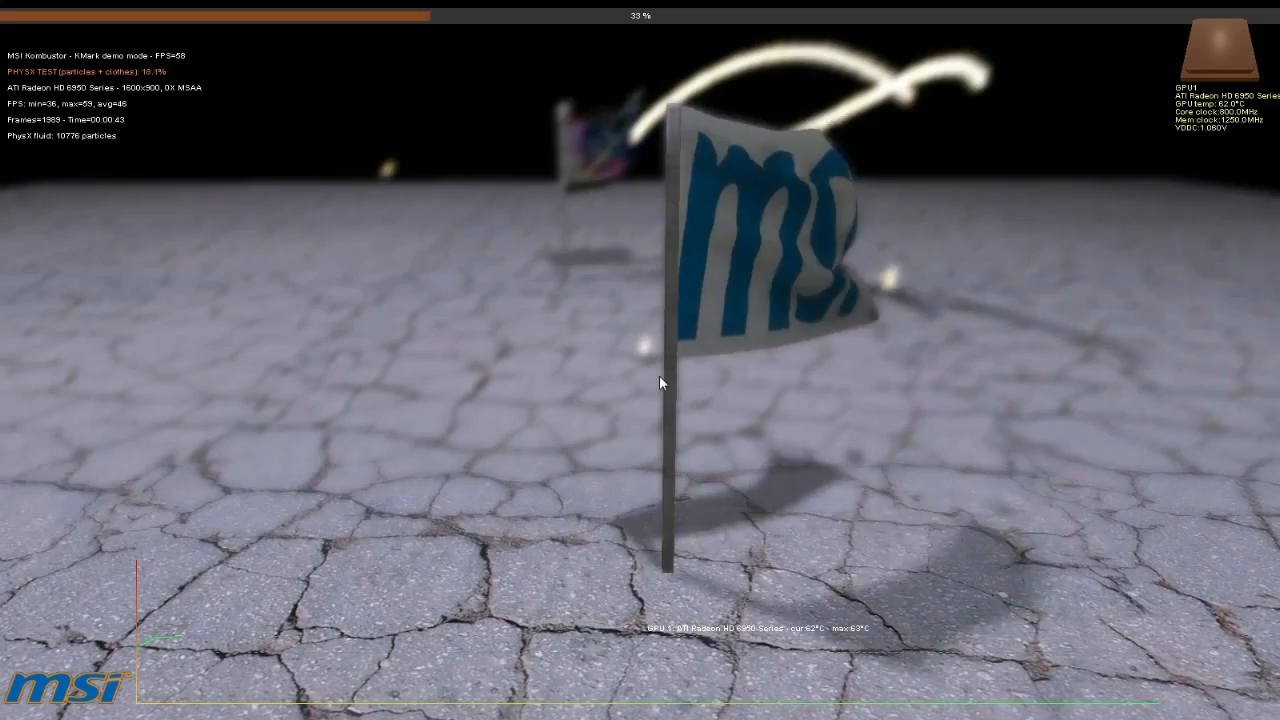 33 %
MSI Kombustor - KMark demo mode - FPS=58
PHYSX TEST(particles + clothes): 18.1%
ATI Radeon HD 6950 Series - 1600x900, 0X MSAA
FPS: min=36, max=59, avg=46
Frames=1989 - Time=00:00:43
PhysX fluid: 10776 particles
GPU1
ATI Radeon HD 6950 Series
GPU temp: 62.0°C
Core clock:800.0MHz
Mem clock:1250.0MHz
VDDC:1.060V
msi
GPU 1: ATI Radeon HD 6950 Series - cur:62°C - max:63°C
msi